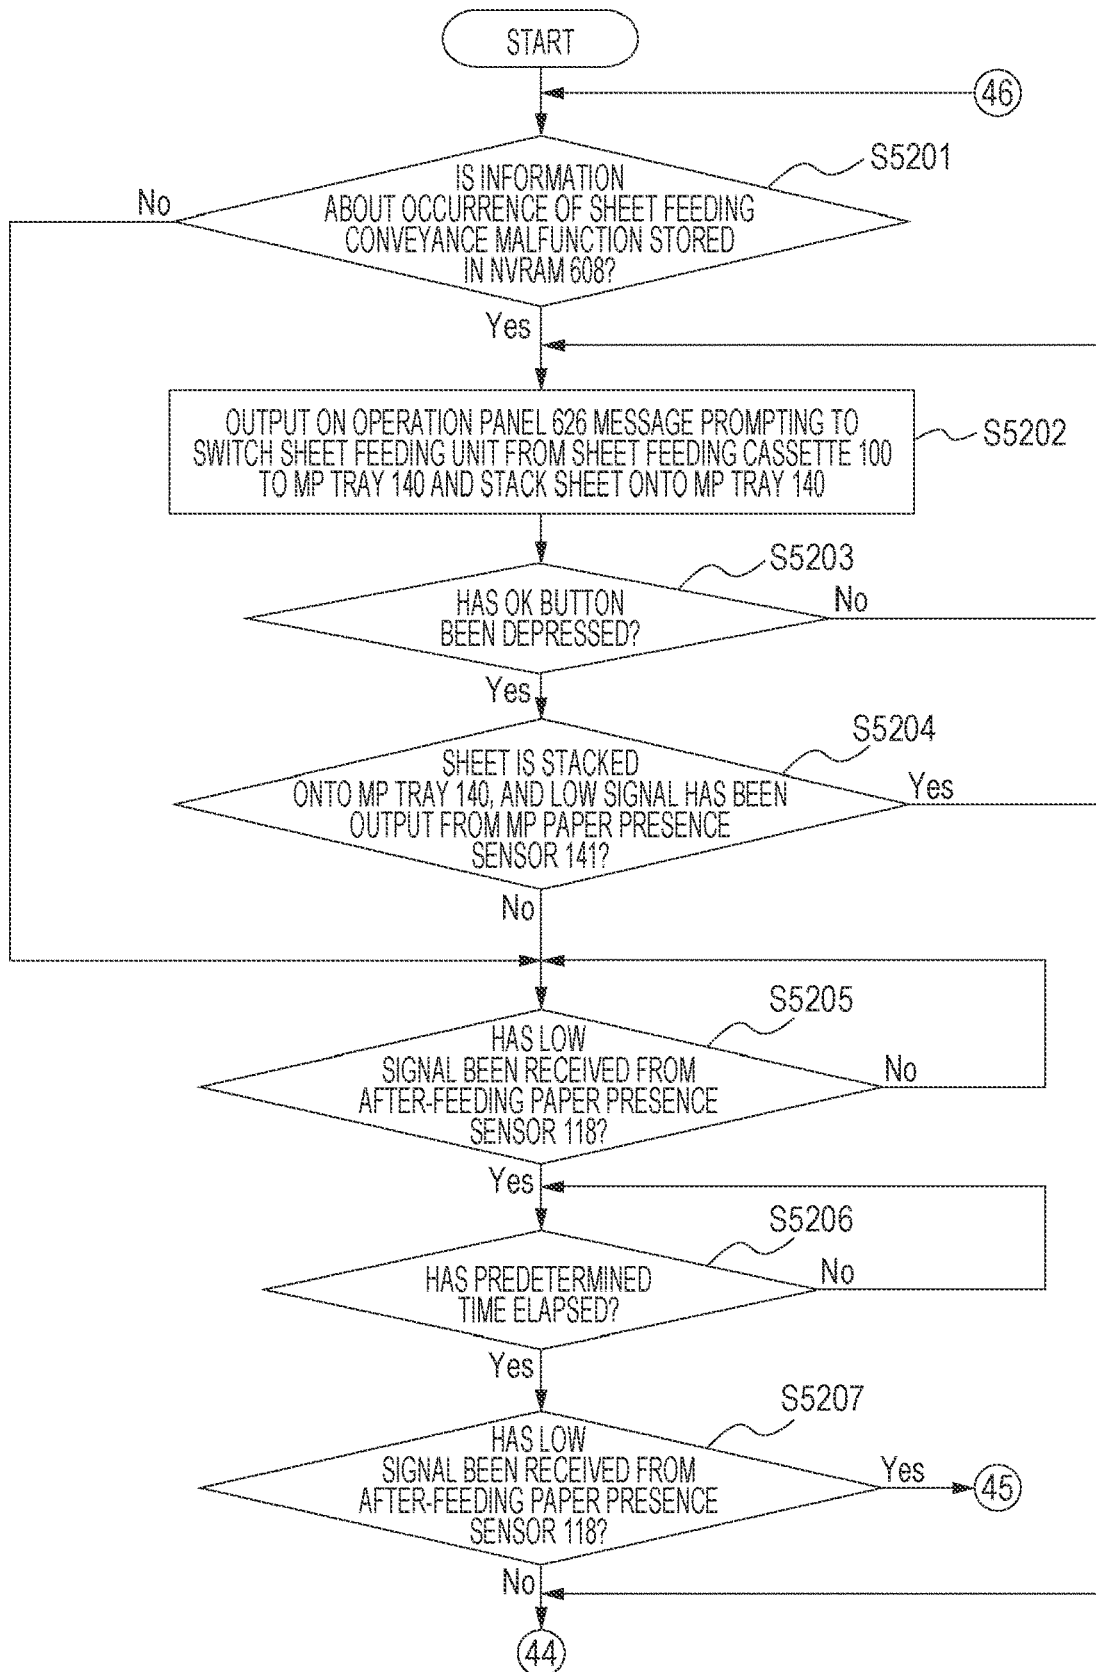 START
46
S5201
No
IS INFORMATION
ABOUT OCCURRENCE OF SHEET FEEDING
CONVEYANCE MALFUNCTION STORED
IN NVRAM 608?
Yes
OUTPUT ON OPERATION PANEL 626 MESSAGE PROMPTING TO
SWITCH SHEET FEEDING UNIT FROM SHEET FEEDING CASSETTE 100
TO MP TRAY 140 AND STACK SHEET ONTO MP TRAY 140
S5202
S5203
HAS OK BUTTON
BEEN DEPRESSED?
No
Yes
S5204
SHEET IS STACKED
ONTO MP TRAY 140, AND LOW SIGNAL HAS BEEN
OUTPUT FROM MP PAPER PRESENCE
SENSOR 141?
Yes
No
S5205
HAS LOW
SIGNAL BEEN RECEIVED FROM
AFTER-FEEDING PAPER PRESENCE
SENSOR 118?
No
Yes
S5206
HAS PREDETERMINED
TIME ELAPSED?
No
Yes
S5207
HAS LOW
SIGNAL BEEN RECEIVED FROM
AFTER-FEEDING PAPER PRESENCE
SENSOR 118?
Yes
45
No
44